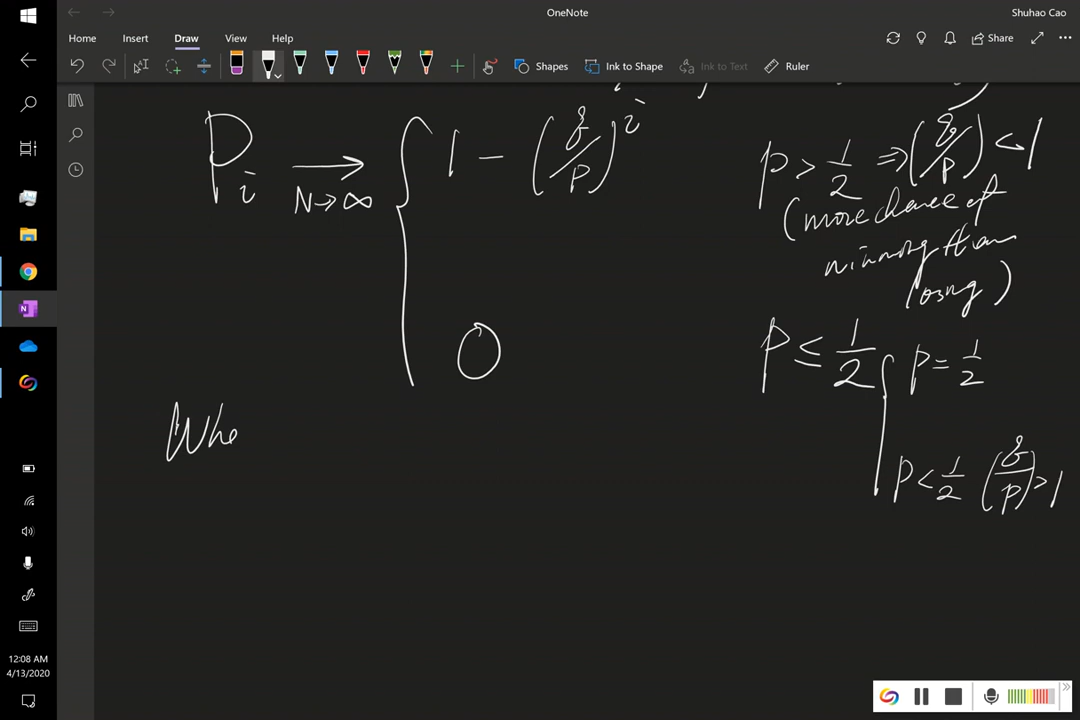 OneNote
Shuhao Cao
Home Insert Draw View Help
Share
Shapes
Ink to Shape
Ink to Text
Ruler
P_i → N→∞ { 1 - (q/p)^i
p > 1/2 ⇒ (q/p) < 1
(more chance of
winning than
losing)
0
p ≤ 1/2 { p = 1/2
p < 1/2 (q/p) > 1
Whe
12:08 AM
4/13/2020